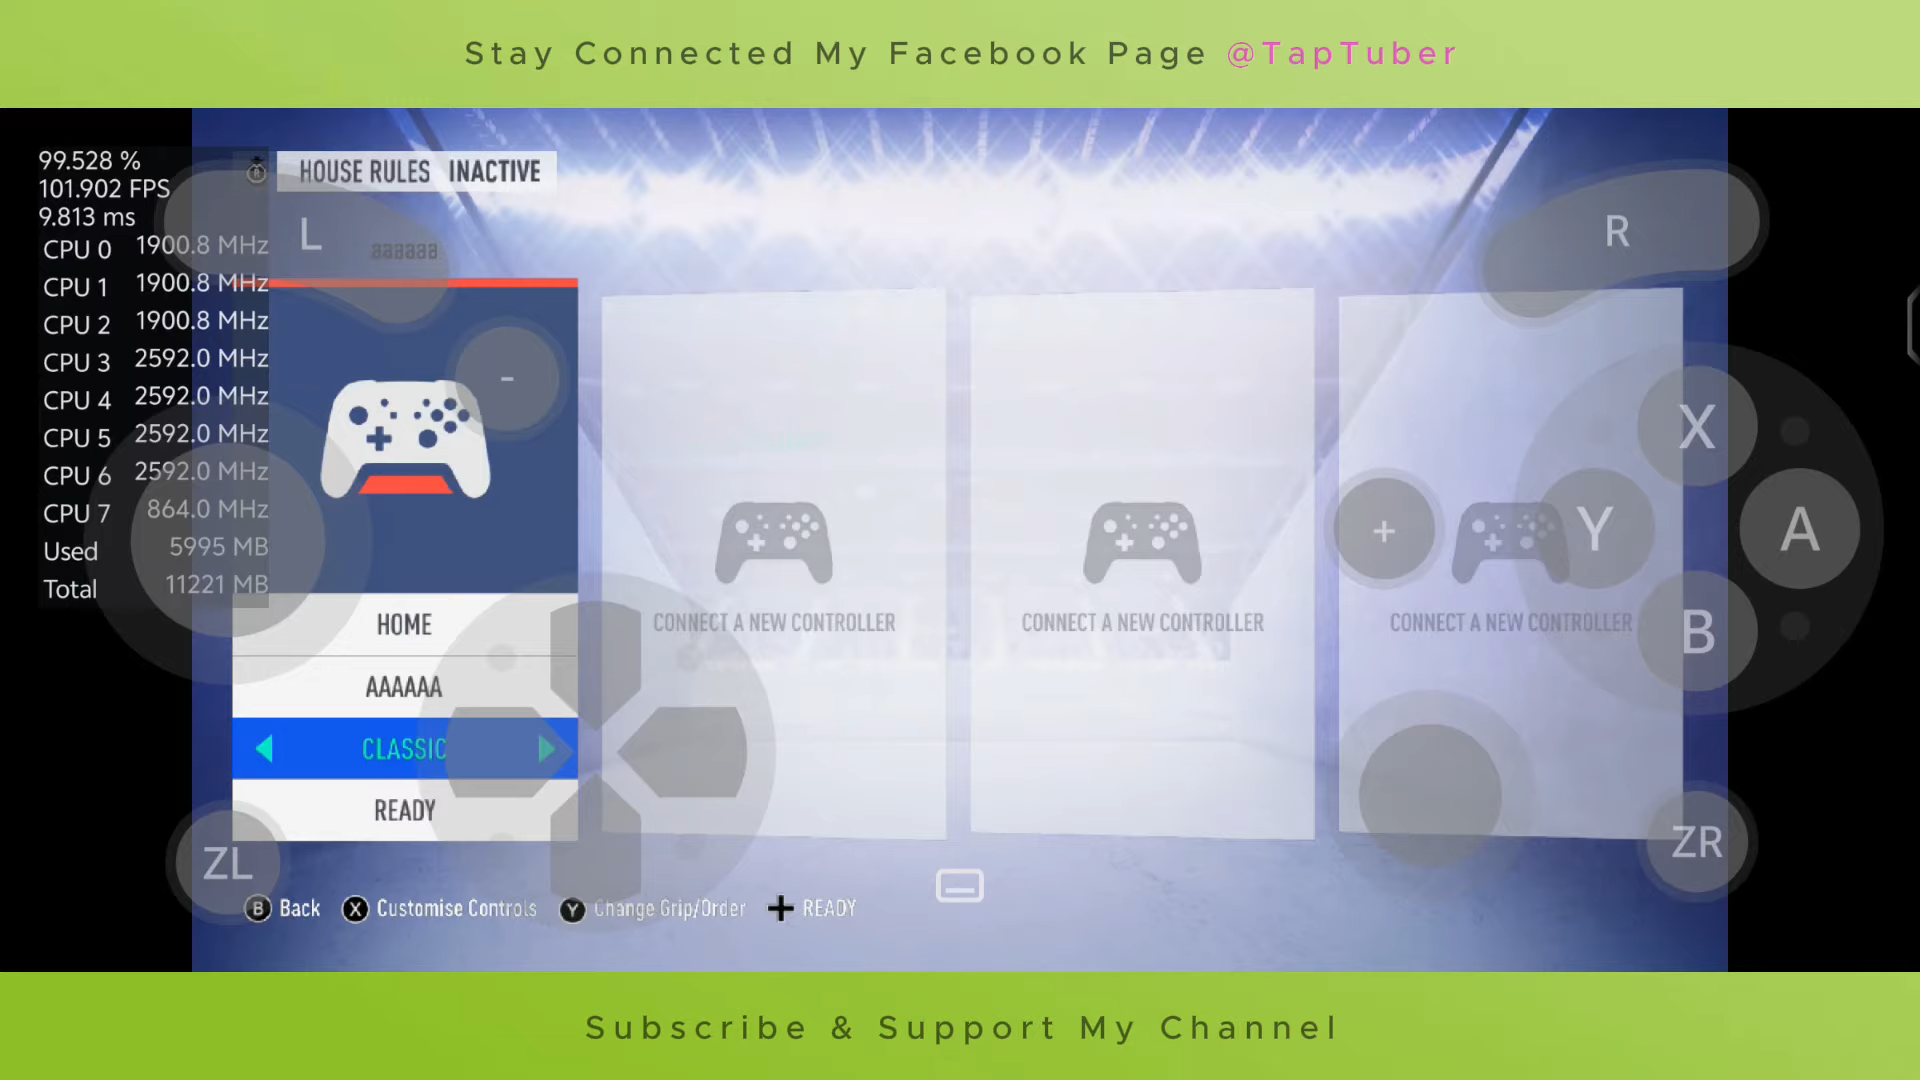 Stay Connected My Facebook Page @TapTuber
99.528 %
101.902 FPS
9.813 ms
CPU 0 1900.8 MHz
CPU 1 1900.8 MHz
CPU 2 1900.8 MHz
CPU 3 2592.0 MHz
CPU 4 2592.0 MHz
CPU 5 2592.0 MHz
CPU 6 2592.0 MHz
CPU 7 864.0 MHz
Used 5995 MB
Total 11221 MB
HOUSE RULES INACTIVE
L
R
aaaaaa
-
X
+
Y
A
B
HOME
AAAAAA
CLASSIC
READY
CONNECT A NEW CONTROLLER
CONNECT A NEW CONTROLLER
CONNECT A NEW CONTROLLER
ZL
ZR
B Back X Customise Controls Y Change Grip/Order + READY
Subscribe & Support My Channel